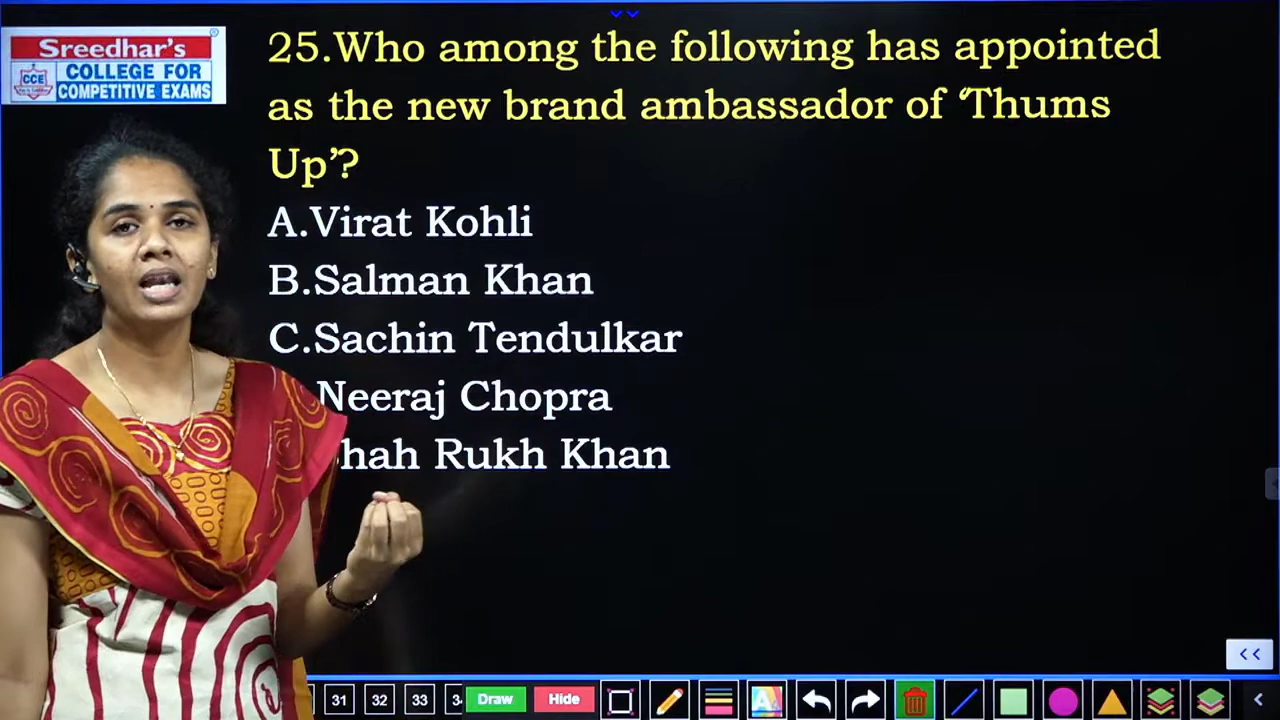 Sreedhar's
CCE
COLLEGE FOR
COMPETITIVE EXAMS
25.Who among the following has appointed
as the new brand ambassador of ‘Thums
Up’?
A.Virat Kohli
B.Salman Khan
C.Sachin Tendulkar
Neeraj Chopra
Shah Rukh Khan
31 32 33 Draw Hide